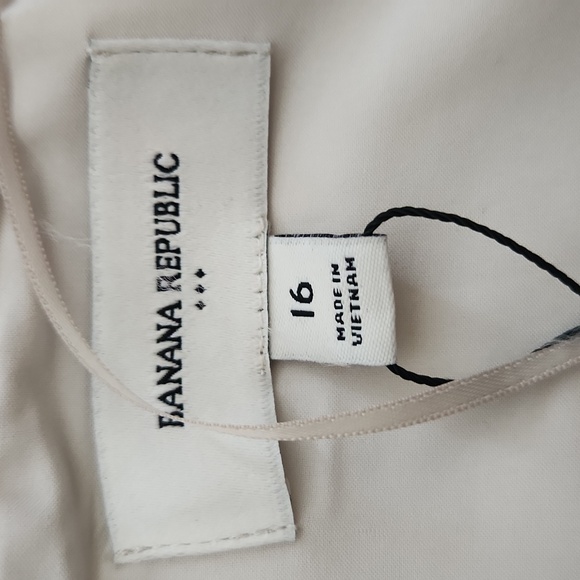 BANANA REPUBLIC
16
MADE IN
VIETNAM